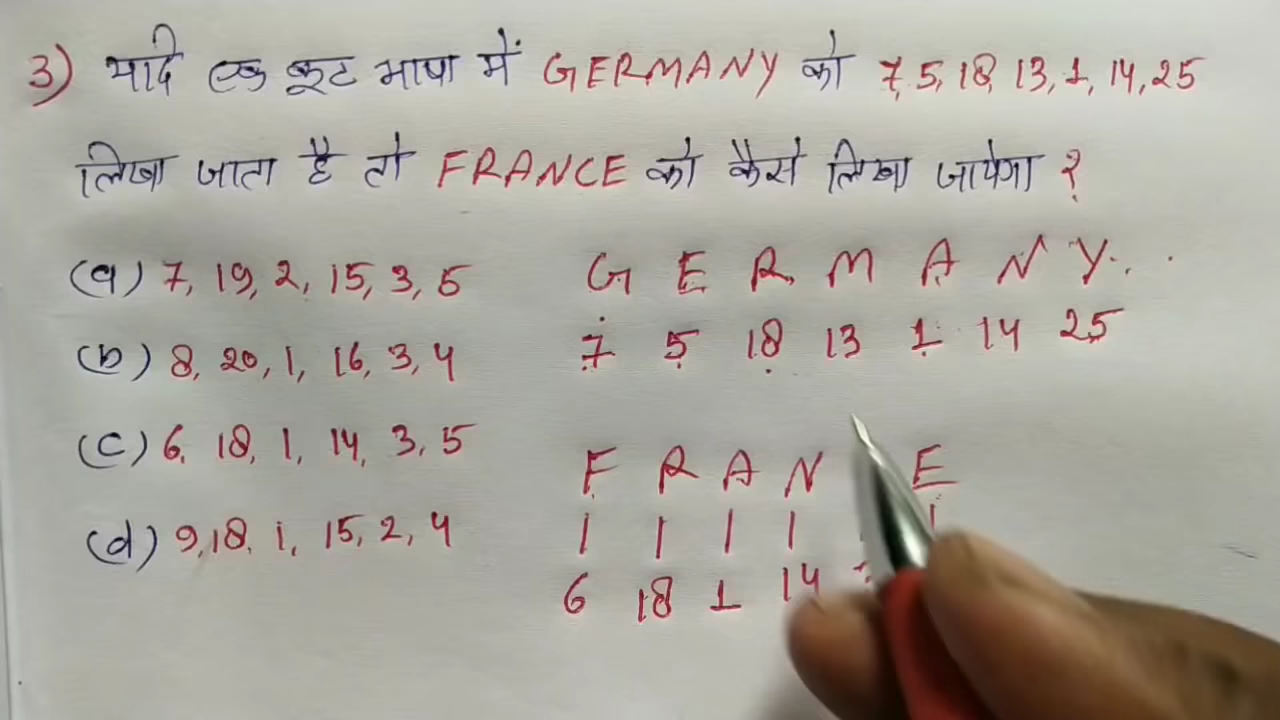 3) यदि एक कूट भाषा में GERMANY को 7, 5, 18, 13, 1, 14, 25
लिखा जाता है तो FRANCE को कैसे लिखा जायेगा ?
(a) 7, 19, 2, 15, 3, 5
(b) 8, 20, 1, 16, 3, 4
(c) 6, 18, 1, 14, 3, 5
(d) 9, 18, 1, 15, 2, 4
G E R M A N Y
7 5 18 13 1 14 25
F R A N E
6 18 1 14